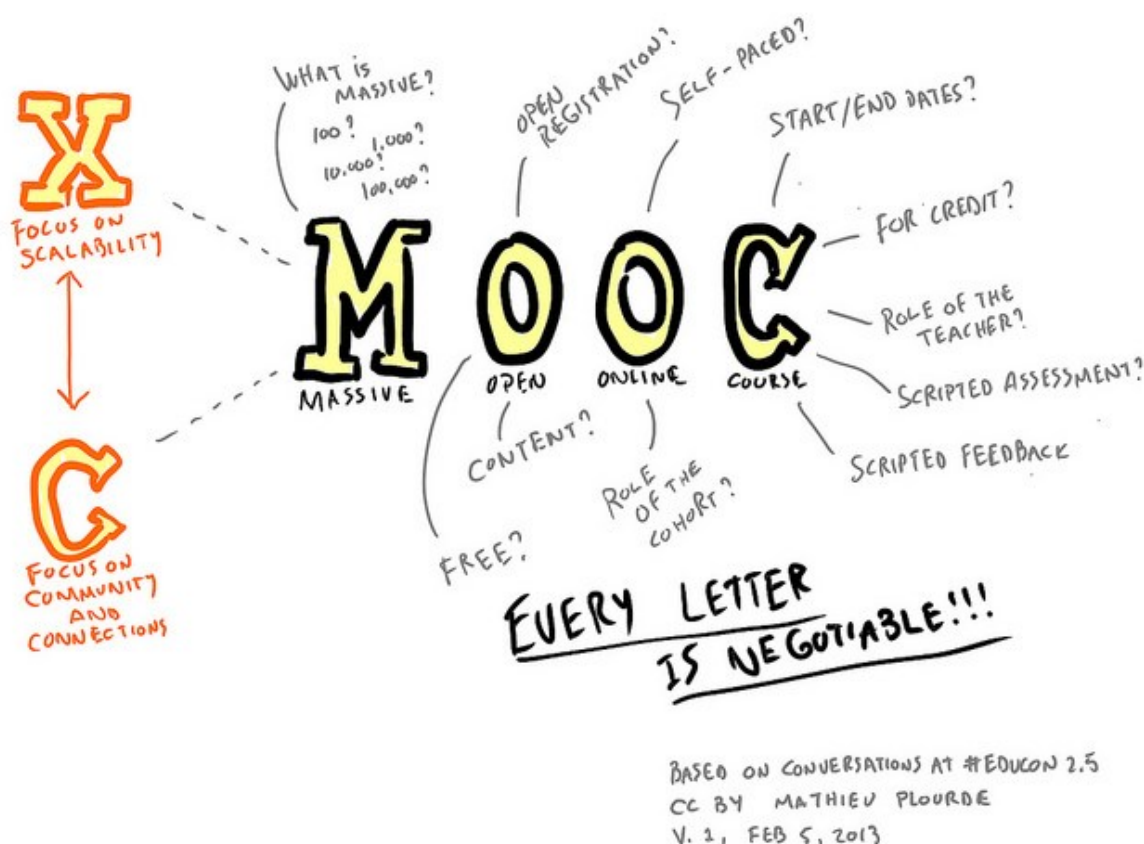 X
FOCUS ON
SCALABILITY
C
FOCUS ON
COMMUNITY
AND
CONNECTIONS
WHAT is
MASSIVE?
100?
1,000?
10,000?
100,000?
OPEN
REGISTRATION?
SELF-PACED?
START/END DATES?
MOOC
MASSIVE
OPEN
ONLINE
COURSE
FOR CREDIT?
ROLE OF THE
TEACHER?
SCRIPTED ASSESSMENT?
SCRIPTED FEEDBACK
CONTENT?
FREE?
ROLE
OF THE
COHORT?
EVERY LETTER
IS NEGOTIABLE!!!
BASED ON CONVERSATIONS AT #EDUCON 2.5
CC BY MATHIEU PLOURDE
V. 1, FEB 5, 2013